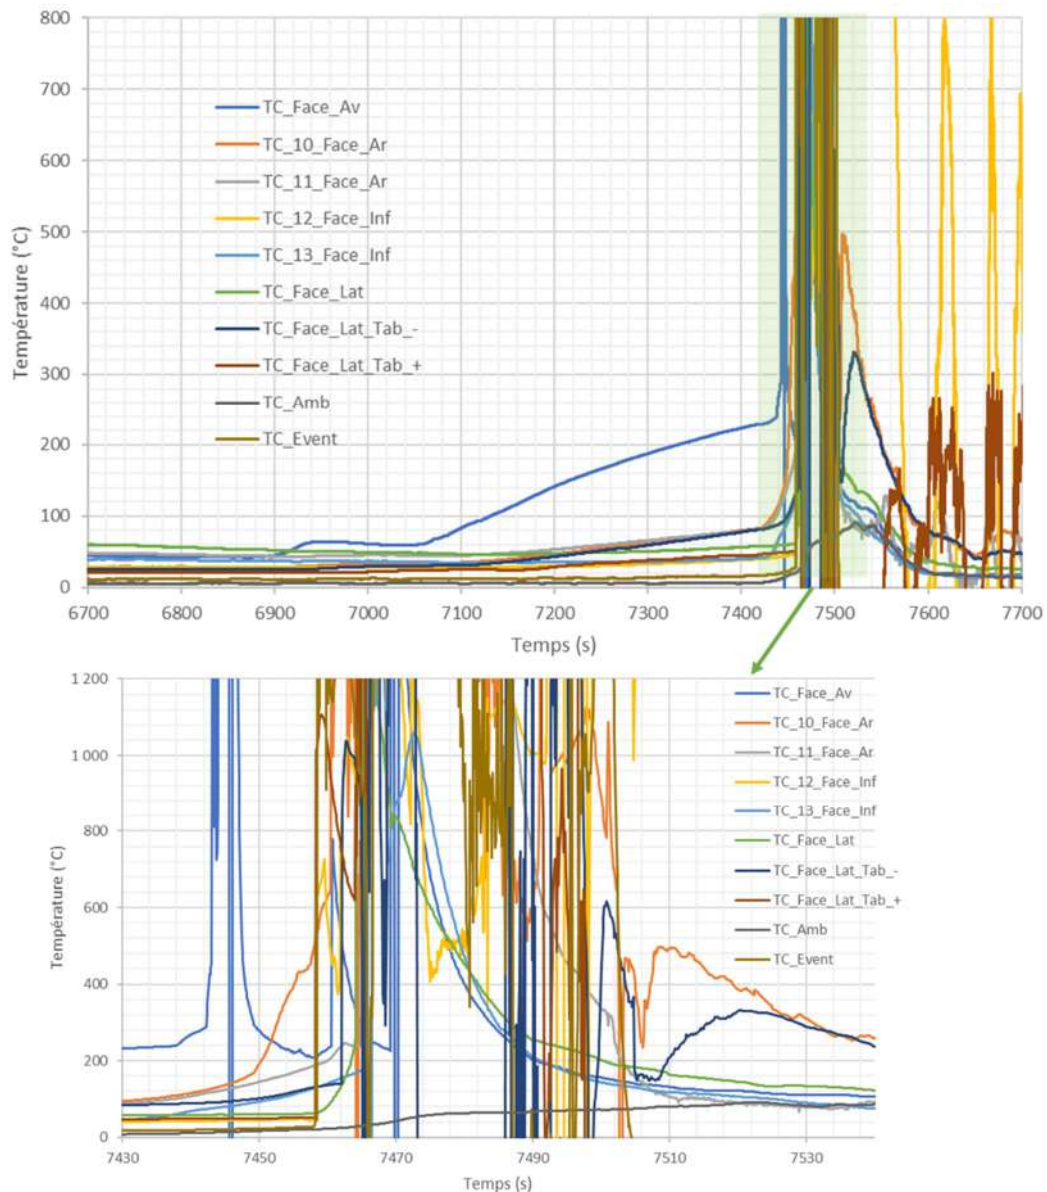 800
700
600
500
400
300
200
100
0
Température (°C)
TC_Face_Av
TC_10_Face_Ar
TC_11_Face_Ar
TC_12_Face_Inf
TC_13_Face_Inf
TC_Face_Lat
TC_Face_Lat_Tab_-
TC_Face_Lat_Tab_+
TC_Amb
TC_Event
6700 6800 6900 7000 7100 7200 7300 7400 7500 7600 7700
Temps (s)
1 200
1 000
800
600
400
200
0
Température (°C)
TC_Face_Av
TC_10_Face_Ar
TC_11_Face_Ar
TC_12_Face_Inf
TC_13_Face_Inf
TC_Face_Lat
TC_Face_Lat_Tab_-
TC_Face_Lat_Tab_+
TC_Amb
TC_Event
7430 7450 7470 7490 7510 7530
Temps (s)